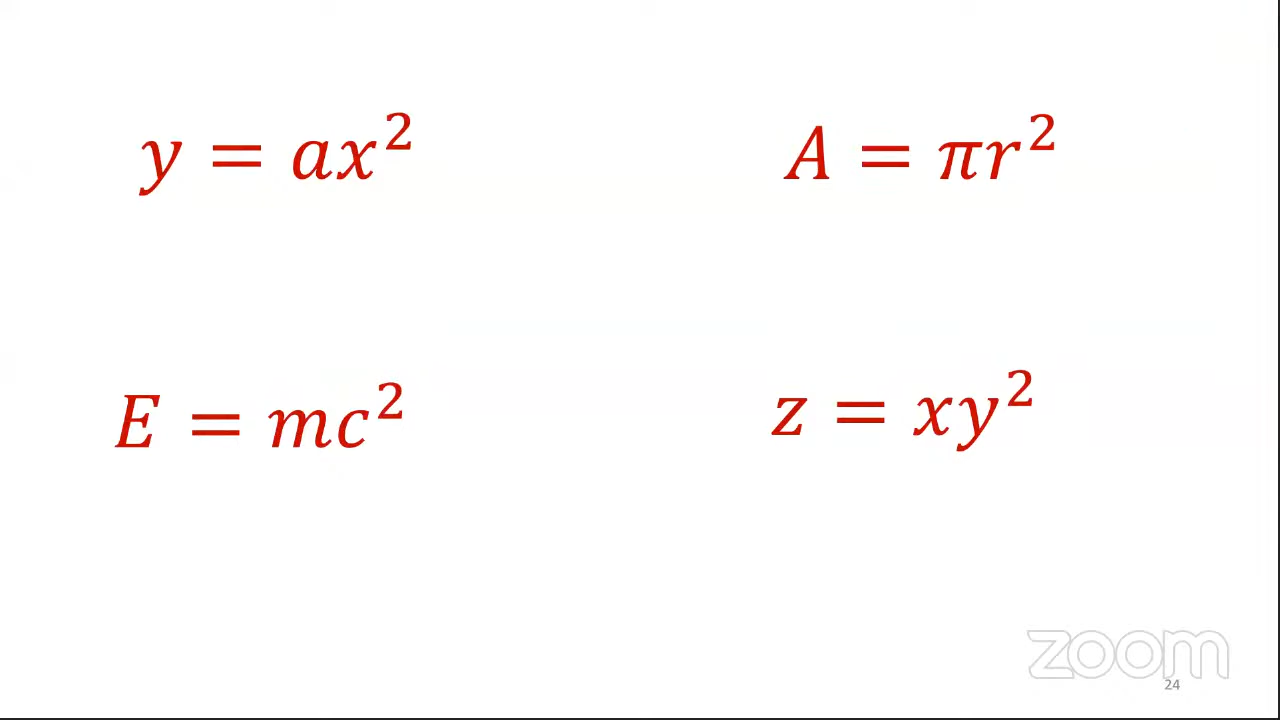 y = ax²
A = πr²
E = mc²
z = xy²
zoom
24